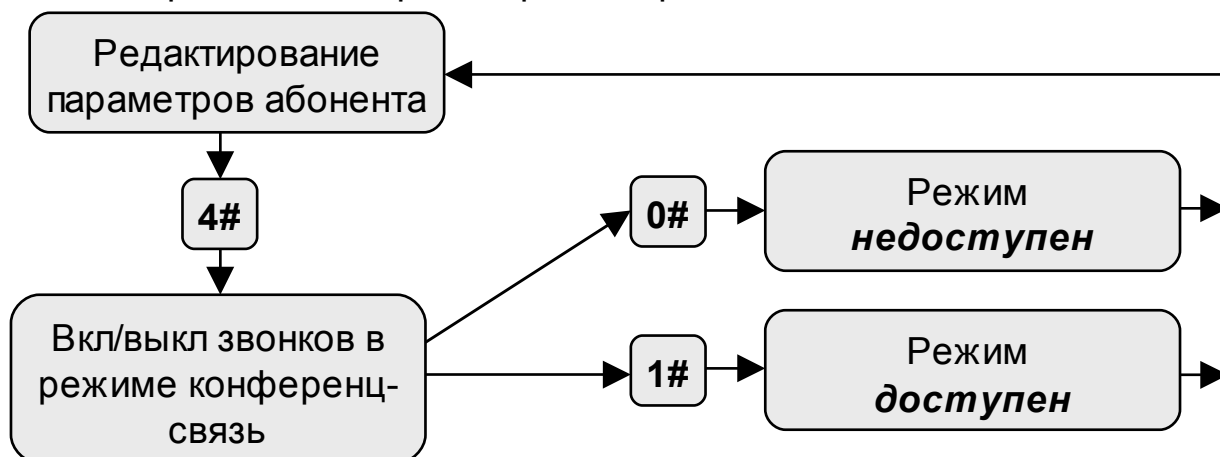 Редактирование
параметров абонента
4#
Вкл/выкл звонков в
режиме конференц-
связь
0#
Режим
недоступен
1#
Режим
доступен